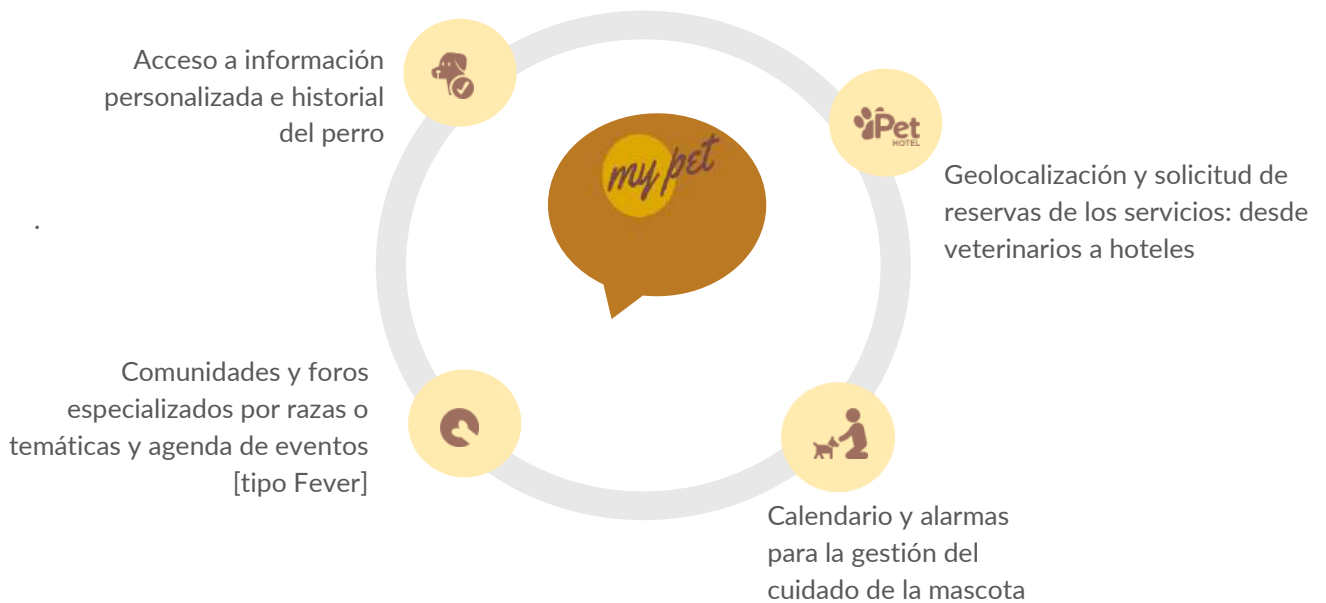 Acceso a información
personalizada e historial
del perro
my pet
iPet
HOTEL
Geolocalización y solicitud de
reservas de los servicios: desde
veterinarios a hoteles
.
Comunidades y foros
especializados por razas o
temáticas y agenda de eventos
[tipo Fever]
Calendario y alarmas
para la gestión del
cuidado de la mascota